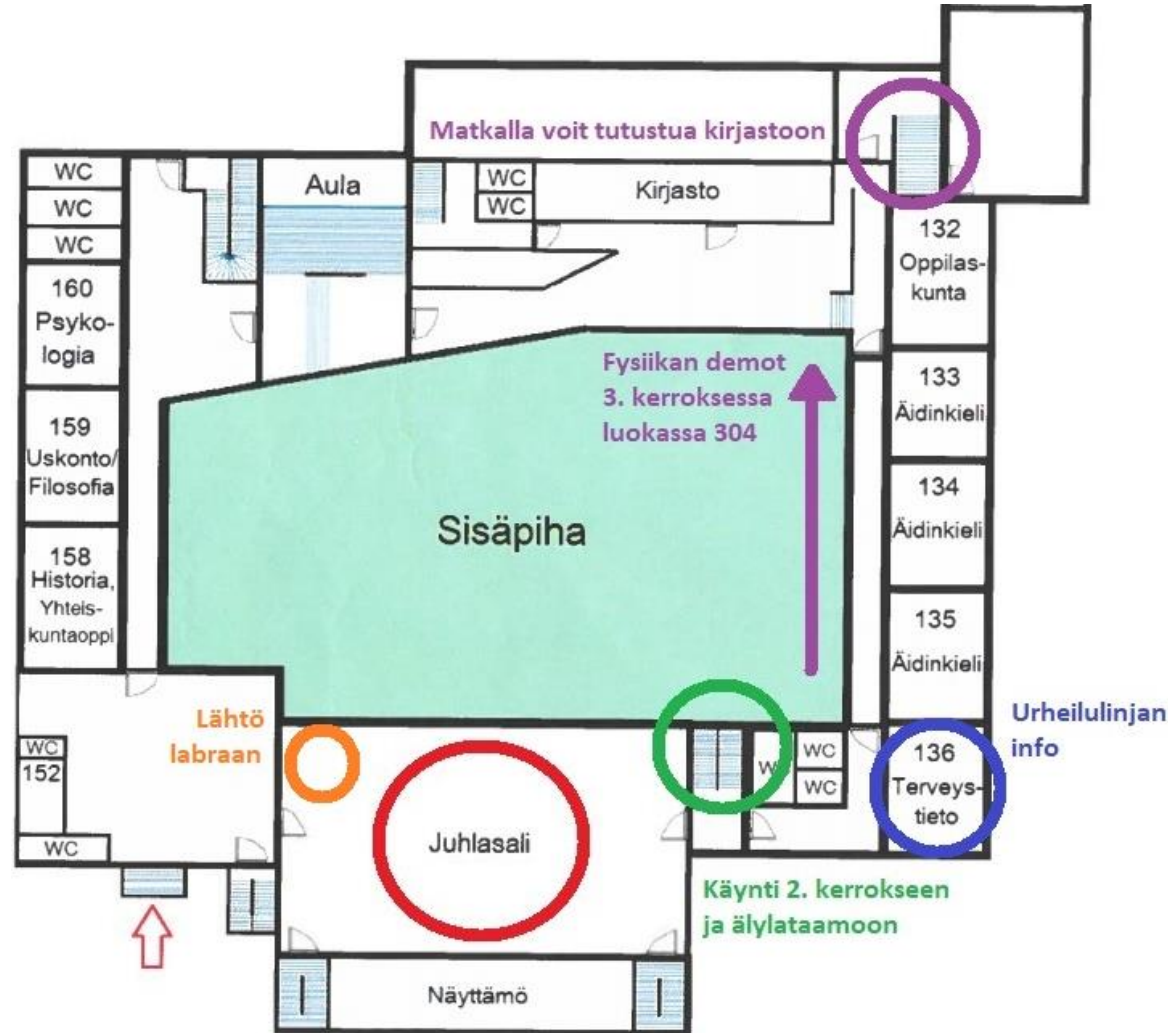 Matkalla voit tutustua kirjastoon
WC
WC
WC
Aula
WC
WC
Kirjasto
132
Oppilas-
kunta
160
Psyko-
logia
Fysiikan demot
3. kerroksessa
luokassa 304
133
Äidinkieli
159
Uskonto/
Filosofia
134
Äidinkieli
Sisäpiha
158
Historia,
Yhteis-
kuntaoppi
135
Äidinkieli
Lähtö
labraan
Urheilulinjan
info
WC
152
WC
WC
WC
136
Terveys-
tieto
Juhlasali
WC
Käynti 2. kerrokseen
ja älylataamoon
Näyttämö